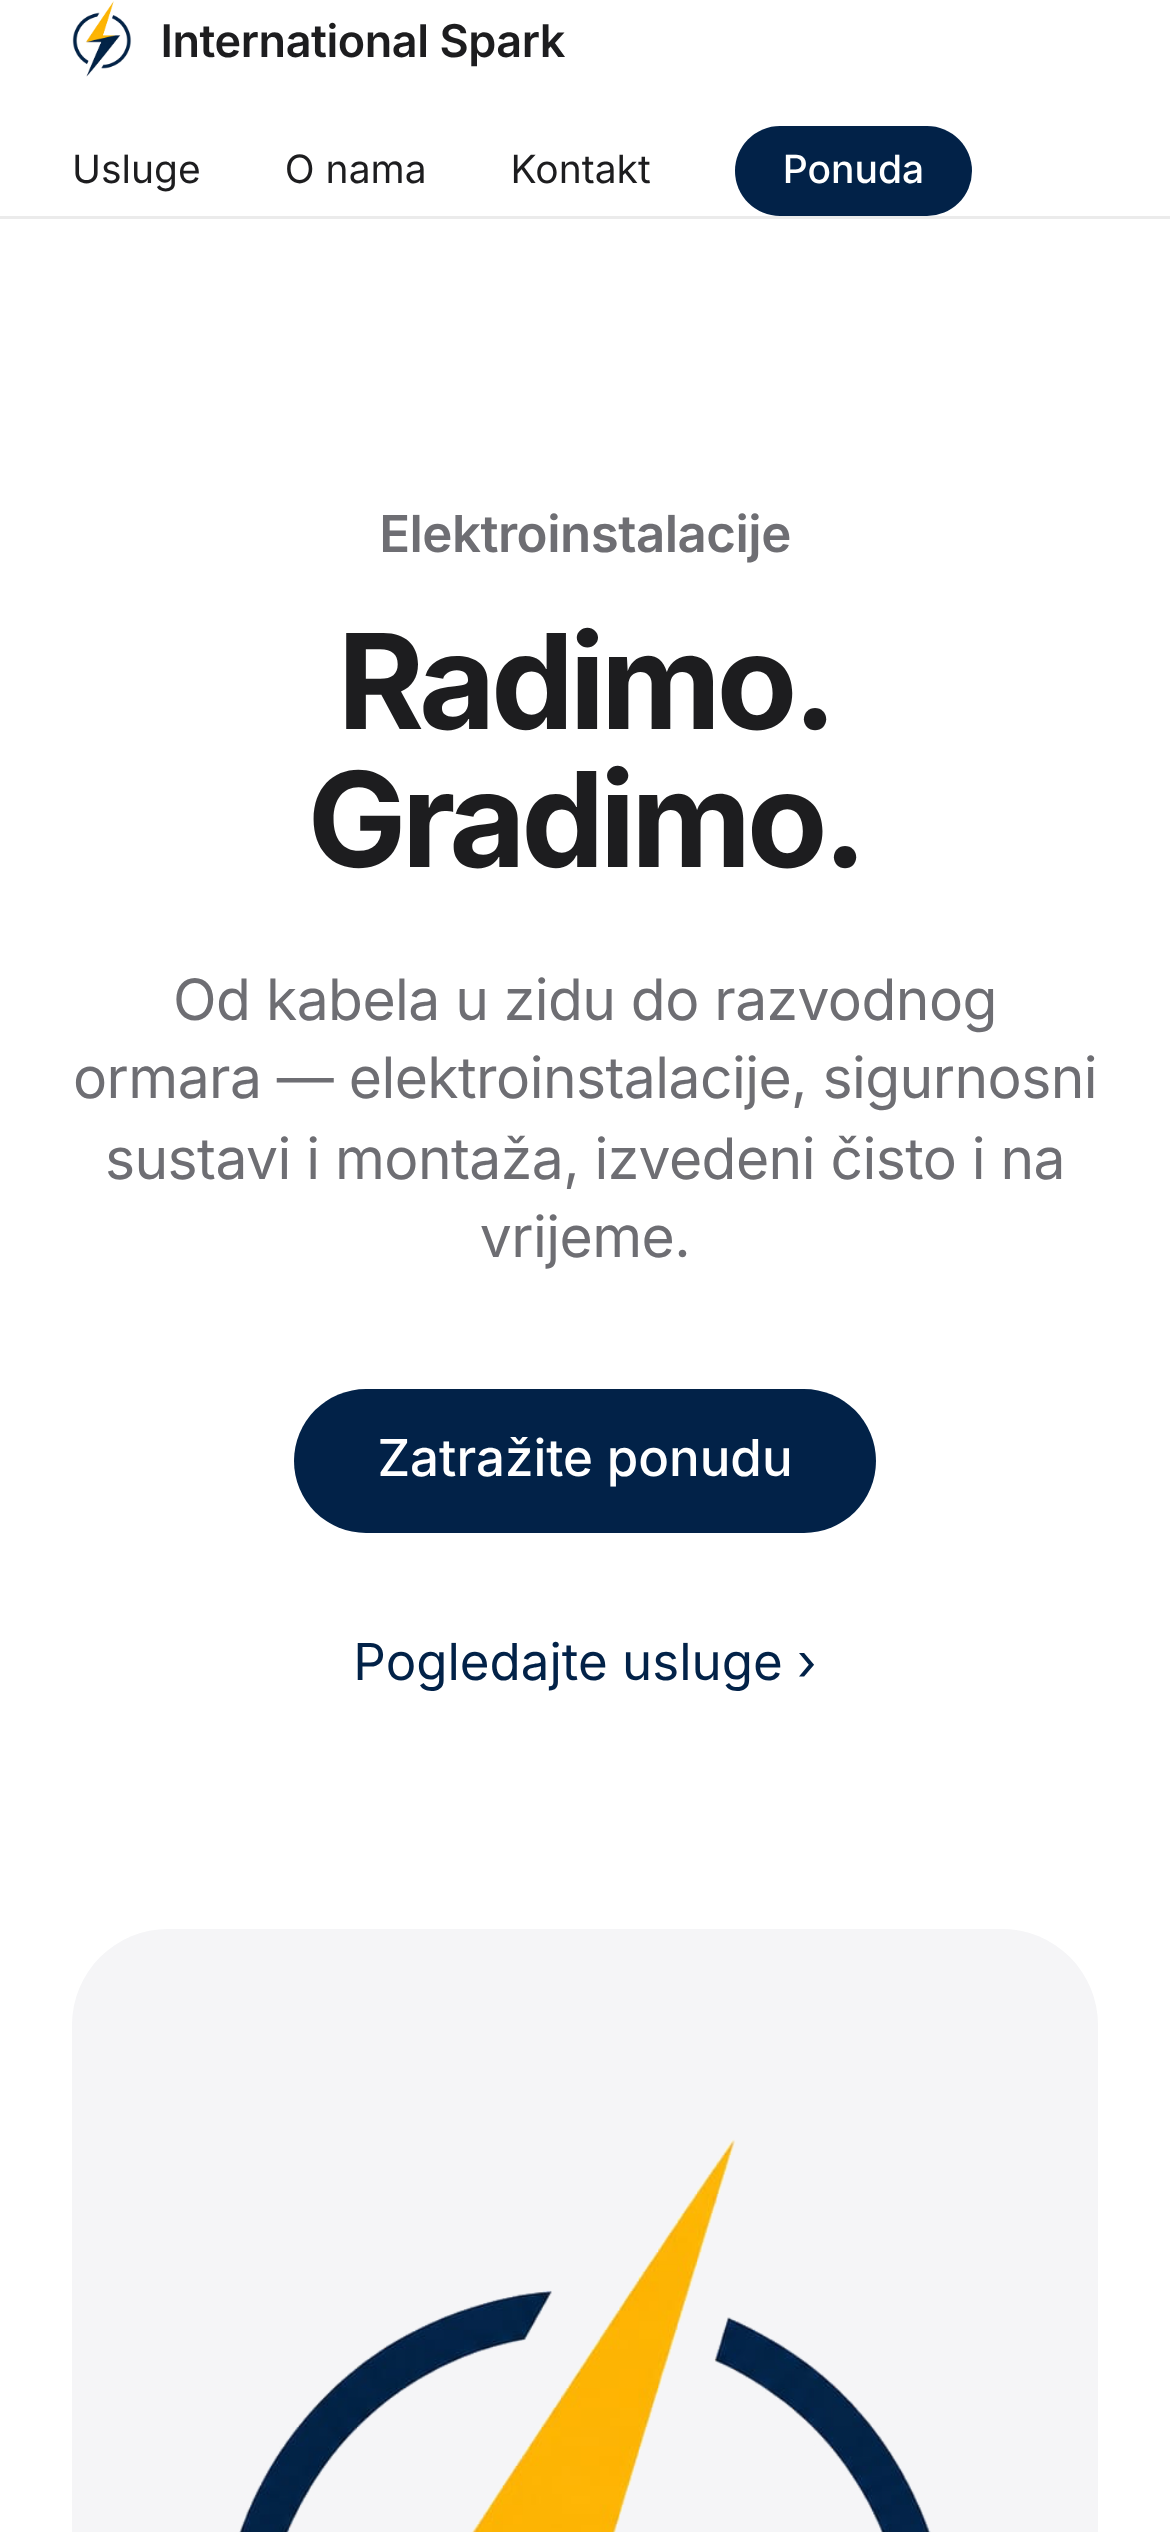 International Spark
Usluge O nama Kontakt Ponuda
Elektroinstalacije
Radimo.
Gradimo.
Od kabela u zidu do razvodnog
ormara — elektroinstalacije, sigurnosni
sustavi i montaža, izvedeni čisto i na
vrijeme.
Zatražite ponudu
Pogledajte usluge ›